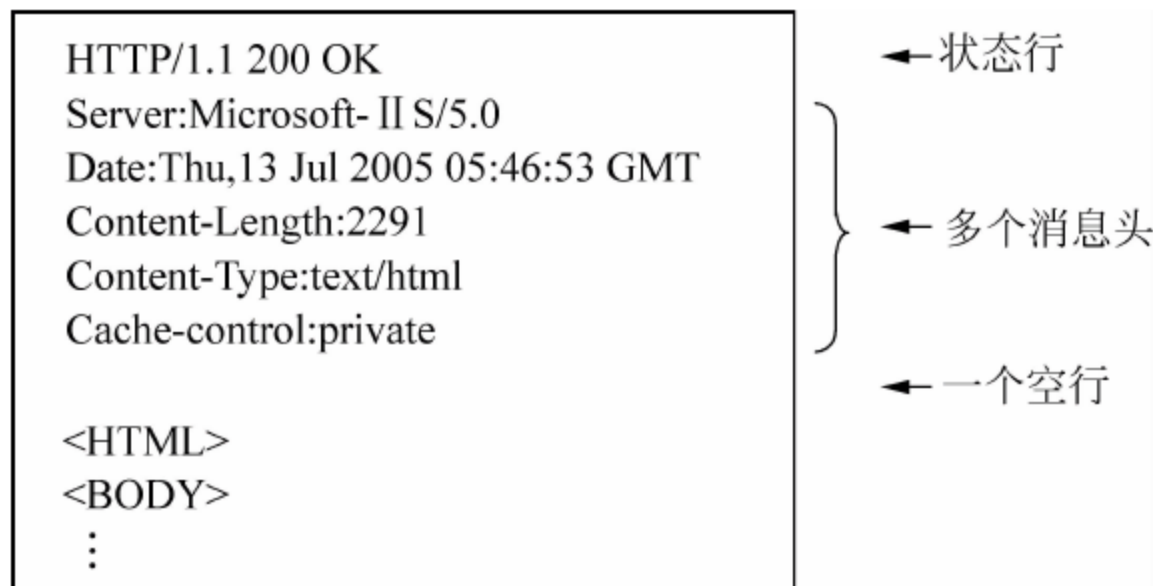 HTTP/1.1 200 OK
状态行
Server:Microsoft-ⅡS/5.0
Date:Thu,13 Jul 2005 05:46:53 GMT
Content-Length:2291
多个消息头
Content-Type:text/html
Cache-control:private
一个空行
<HTML>
<BODY>
⋮